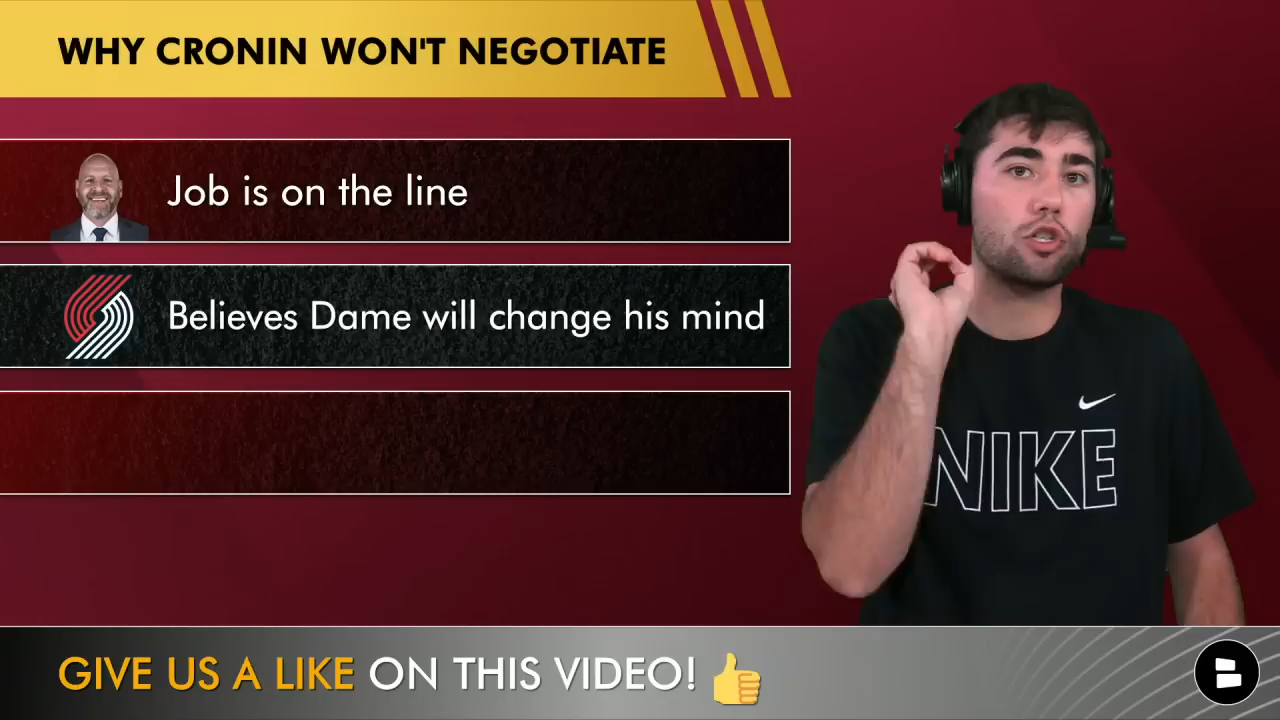 WHY CRONIN WON'T NEGOTIATE
Job is on the line
Believes Dame will change his mind
NIKE
GIVE US A LIKE ON THIS VIDEO!